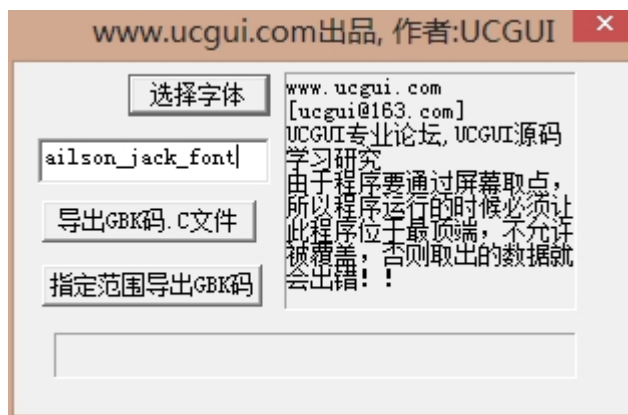 www.ucgui.com出品, 作者:UCGUI
×
选择字体
ailson_jack_font
导出GBK码.C文件
指定范围导出GBK码
www.ucgui.com
[ucgui@163.com]
UCGUI专业论坛,UCGUI源码
学习研究
由于程序要通过屏幕取点，
所以程序运行的时候必须让
此程序位于最顶端，不允许
被覆盖，否则取出的数据就
会出错！！